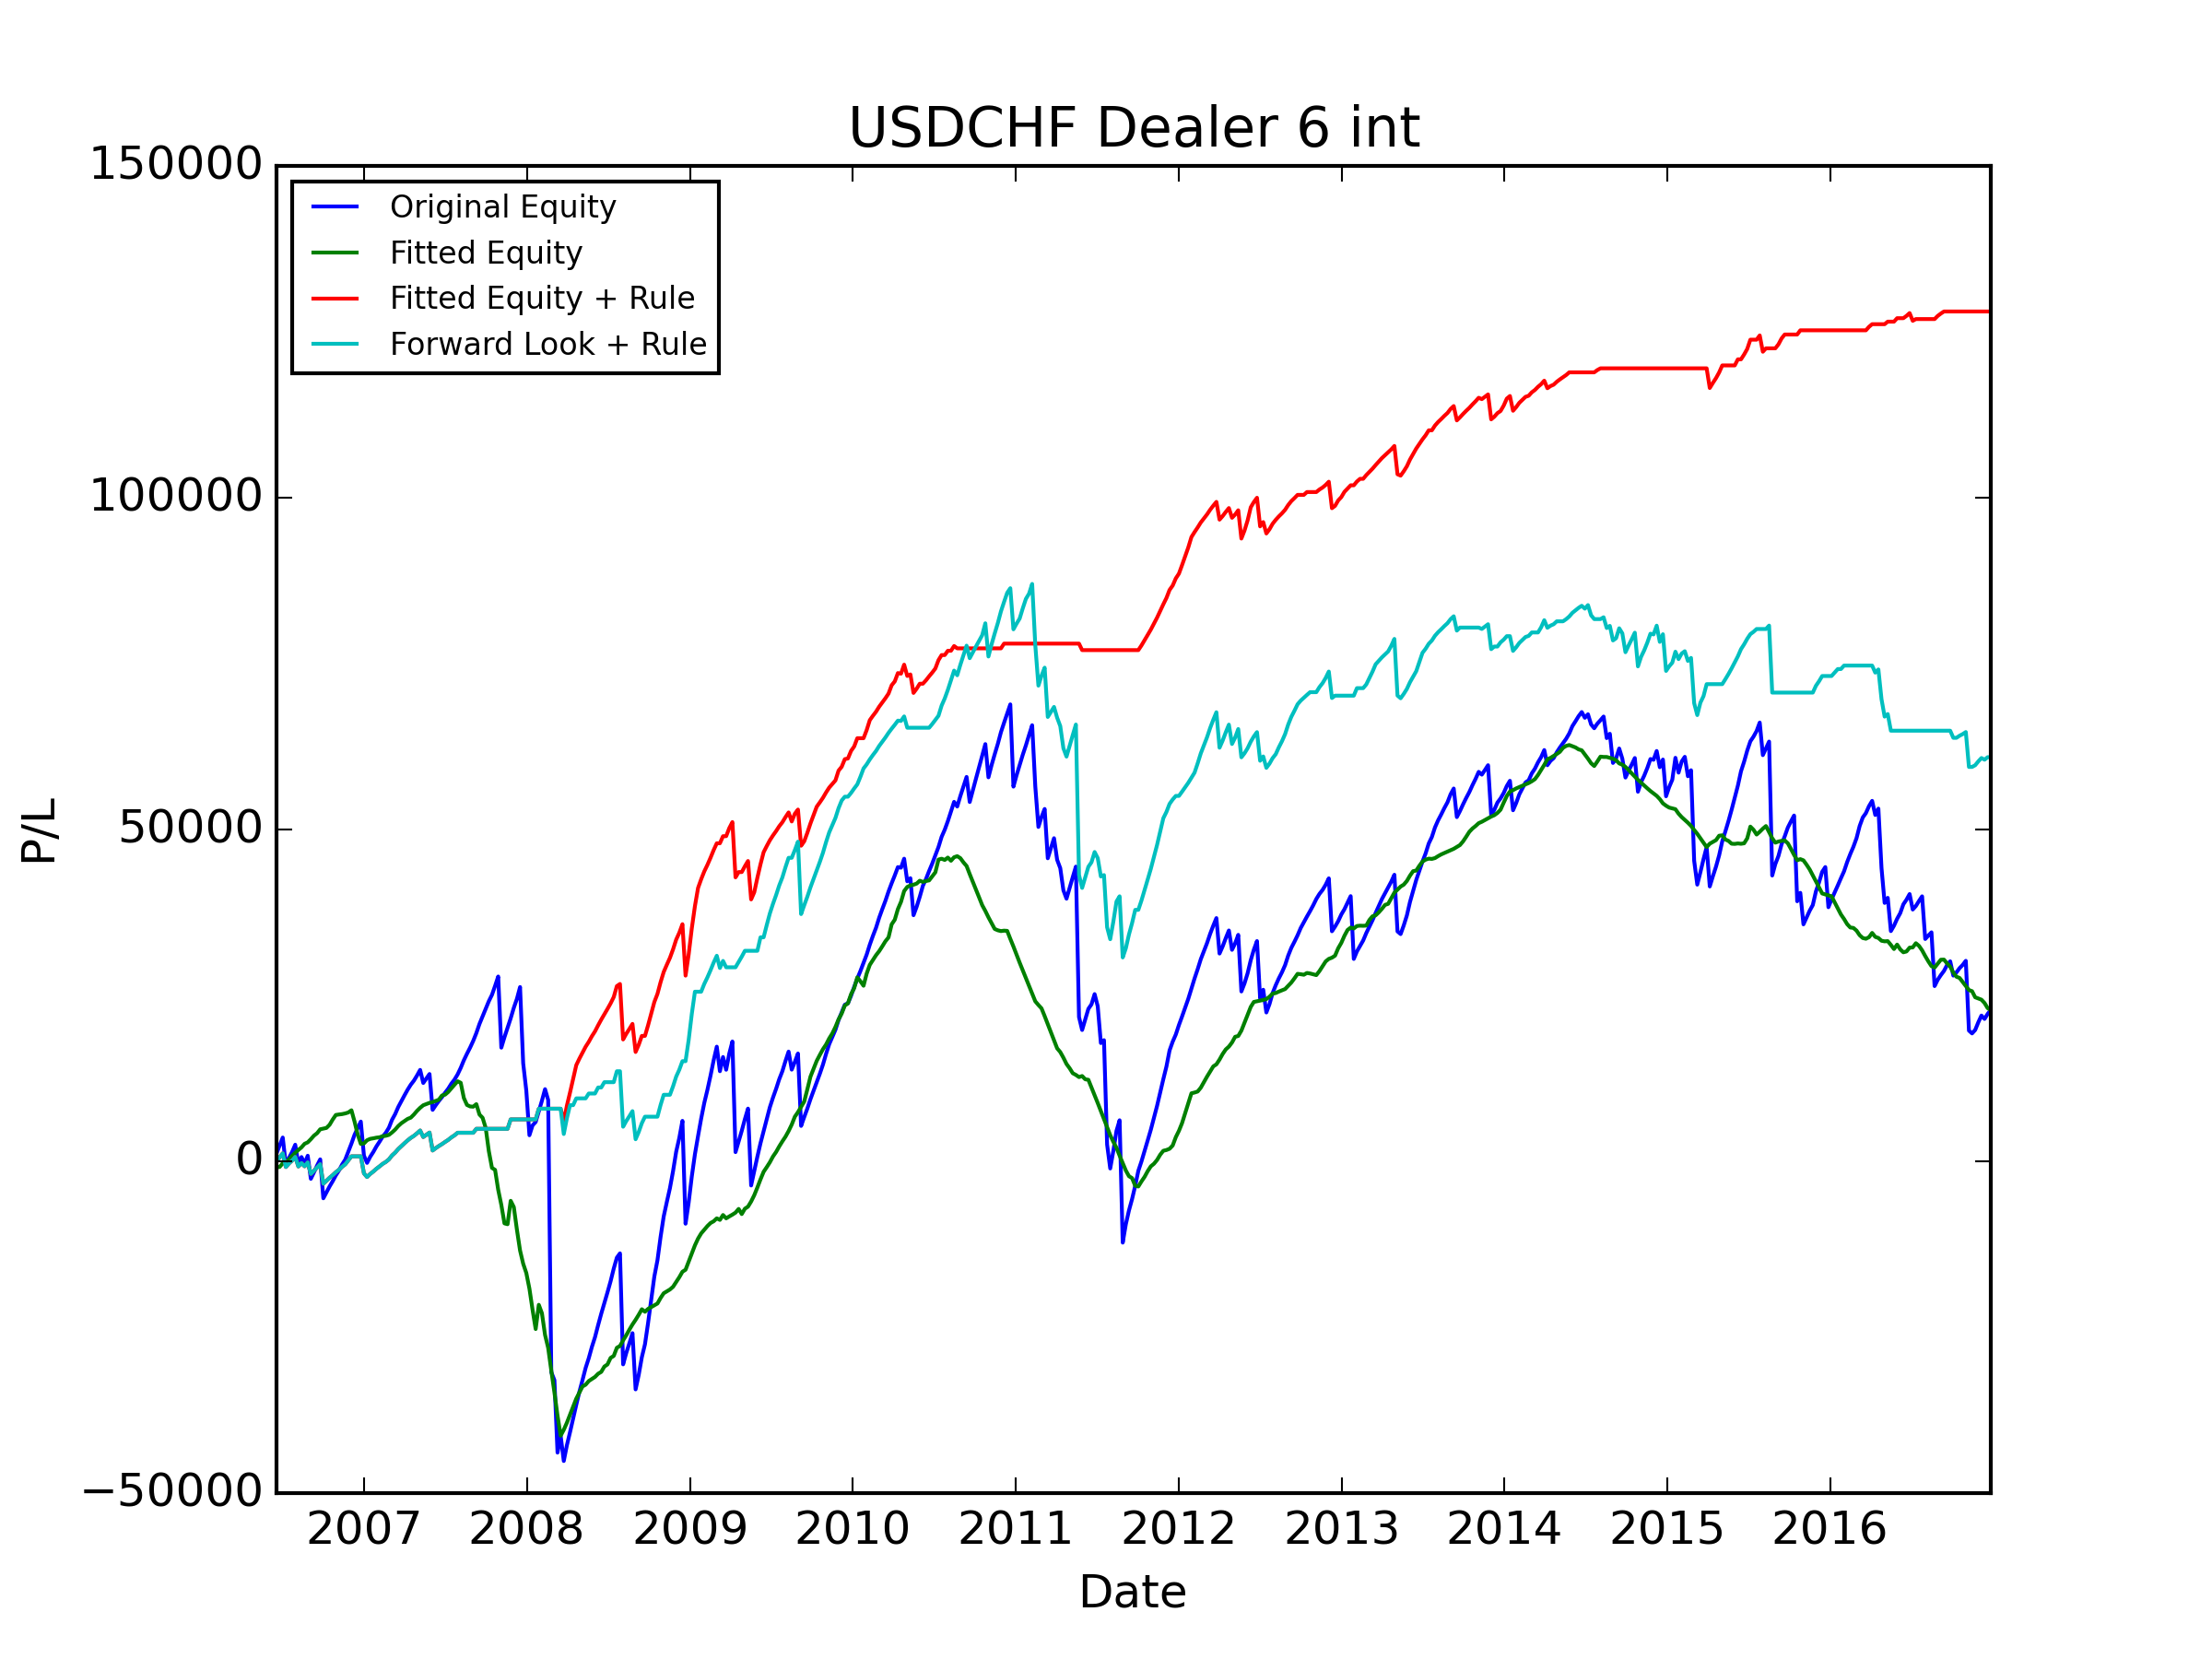 USDCHF Dealer 6 int
150000
100000
50000
0
−50000
P/L
Original Equity
Fitted Equity
Fitted Equity + Rule
Forward Look + Rule
2007 2008 2009 2010 2011 2012 2013 2014 2015 2016
Date